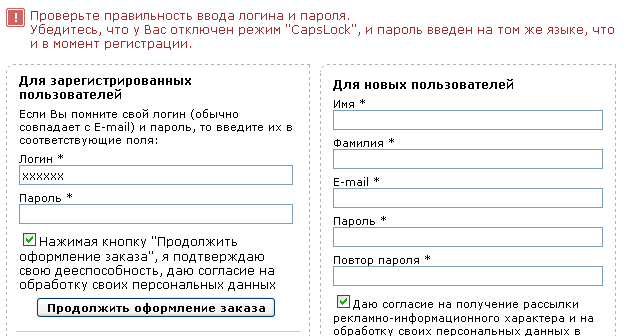 Проверьте правильность ввода логина и пароля.
Убедитесь, что у Вас отключен режим "CapsLock", и пароль введен на том же языке, что
и в момент регистрации.
Для зарегистрированных
пользователей
Если Вы помните свой логин (обычно
совпадает с E-mail) и пароль, то введите их в
соответствующие поля:
Логин *
xxxxxx
Пароль *
Нажимая кнопку "Продолжить
оформление заказа", я подтверждаю
свою дееспособность, даю согласие на
обработку своих персональных данных
Продолжить оформление заказа
Для новых пользователей
Имя *
Фамилия *
E-mail *
Пароль *
Повтор пароля *
Даю согласие на получение рассылки
рекламно-информационного характера и на
обработку своих персональных данных в